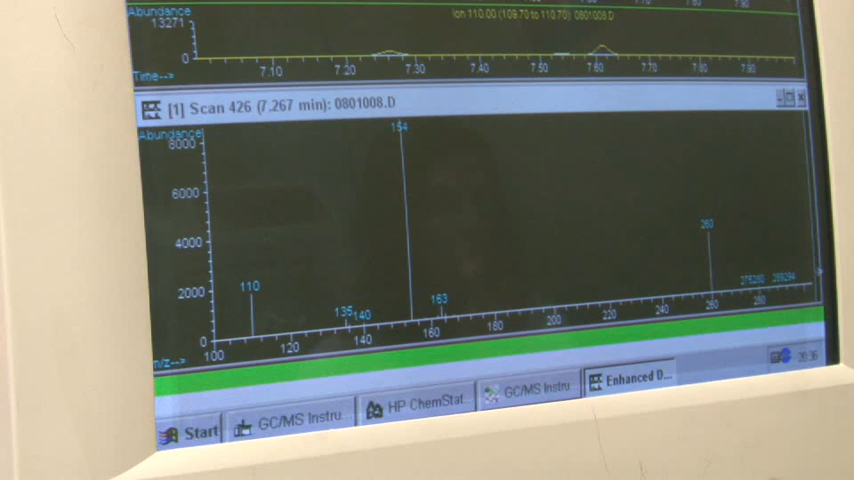 Abundance
Ion 110.00 (109.70 to 110.70): 0801008.D
13271
0
Time--> 7.10 7.20 7.30 7.40 7.50 7.60 7.70 7.80 7.90
[1] Scan 426 (7.267 min): 0801008.D
Abundance
154
8000
6000
4000
2000
0
110
135 140
163
260
m/z--> 100 120 140 160 180 200 220 240 260 280
Start
GC/MS Instru...
HP ChemStat...
GC/MS Instru
Enhanced D...
20:36